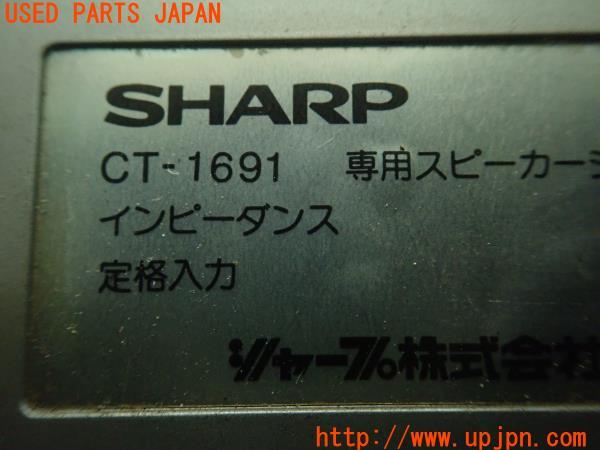 USED PARTS JAPAN
SHARP
CT-1691 専用スピーカーシ
インピーダンス
定格入力
シャープ株式会社
http://www.upjpn.com